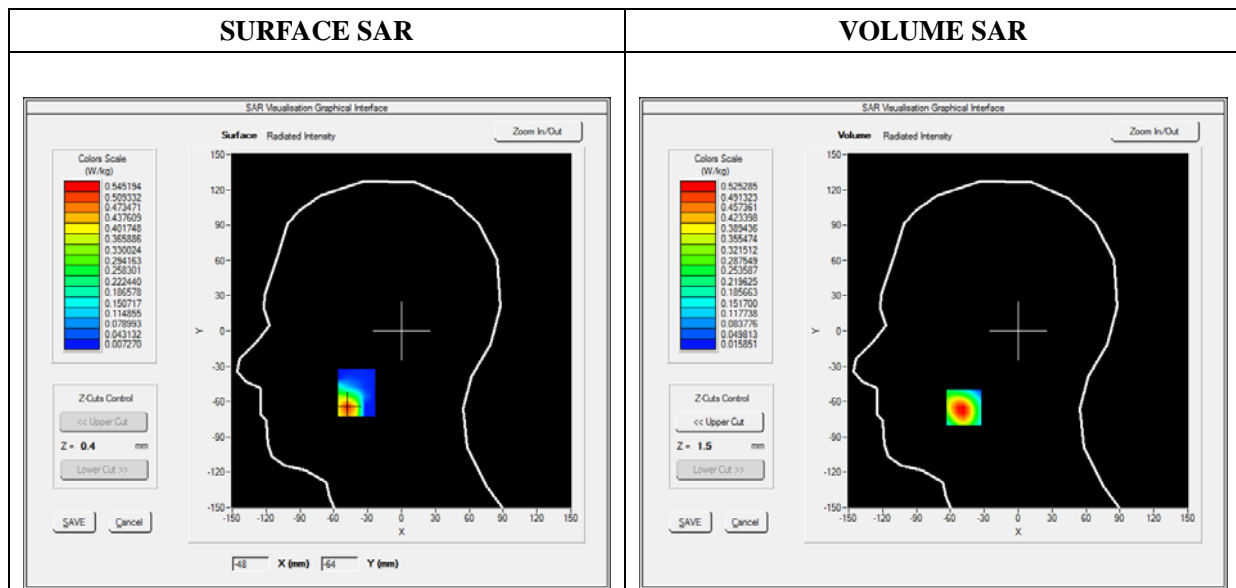 SURFACE SAR
SAR Visualisation Graphical Interface
Surface Radiated Intensity
Zoom In/Out
Colors Scale
(W/kg)
0.545194
0.509332
0.473471
0.437609
0.401748
0.365886
0.330024
0.294163
0.258301
0.222440
0.186578
0.150717
0.114855
0.078993
0.043132
0.007270
Z-Cuts Control
<< Upper Cut
Z = 0.4 mm
Lower Cut >>
SAVE Cancel
150
120
90
60
30
0
-30
-60
-90
-120
-150
Y
-150 -120 -90 -60 -30 0 30 60 90 120 150
X
-48 X (mm) -64 Y (mm)
VOLUME SAR
SAR Visualisation Graphical Interface
Volume Radiated Intensity
Zoom In/Out
Colors Scale
(W/kg)
0.525285
0.491323
0.457361
0.423398
0.389436
0.355474
0.321512
0.287549
0.253587
0.219625
0.185663
0.151700
0.117738
0.083776
0.049813
0.015851
Z-Cuts Control
<< Upper Cut
Z = 1.5 mm
Lower Cut >>
SAVE Cancel
150
120
90
60
30
0
-30
-60
-90
-120
-150
Y
-150 -120 -90 -60 -30 0 30 60 90 120 150
X